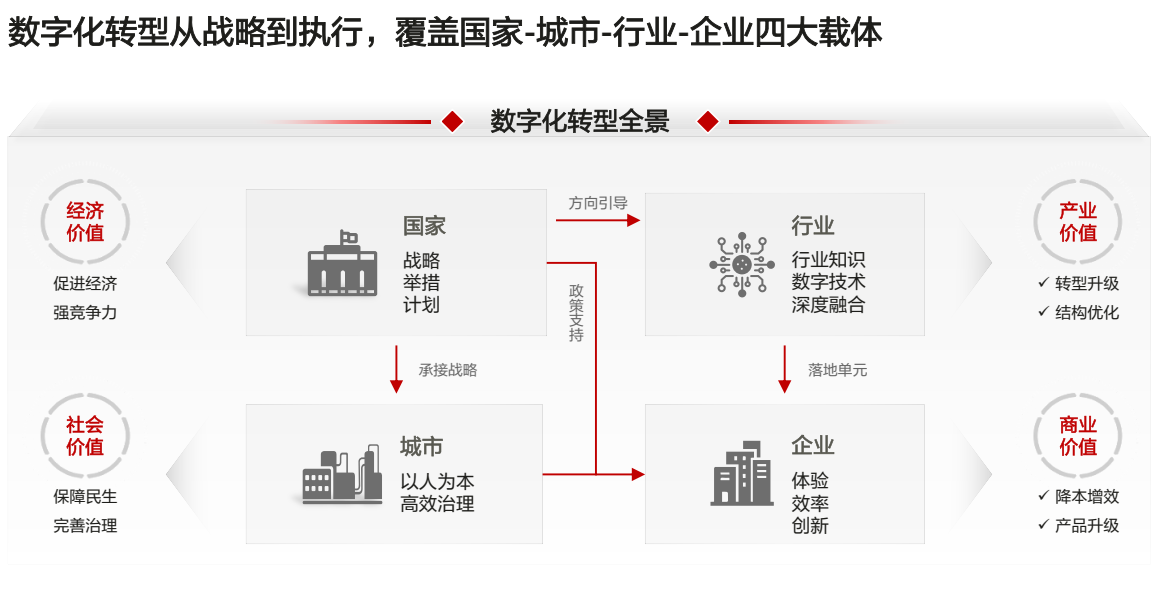 数字化转型从战略到执行，覆盖国家-城市-行业-企业四大载体
数字化转型全景
经济
价值
促进经济
强竞争力
国家
战略
举措
计划
方向引导
政策支持
行业
行业知识
数字技术
深度融合
产业
价值
✓ 转型升级
✓ 结构优化
承接战略
落地单元
社会
价值
保障民生
完善治理
城市
以人为本
高效治理
企业
体验
效率
创新
商业
价值
✓ 降本增效
✓ 产品升级